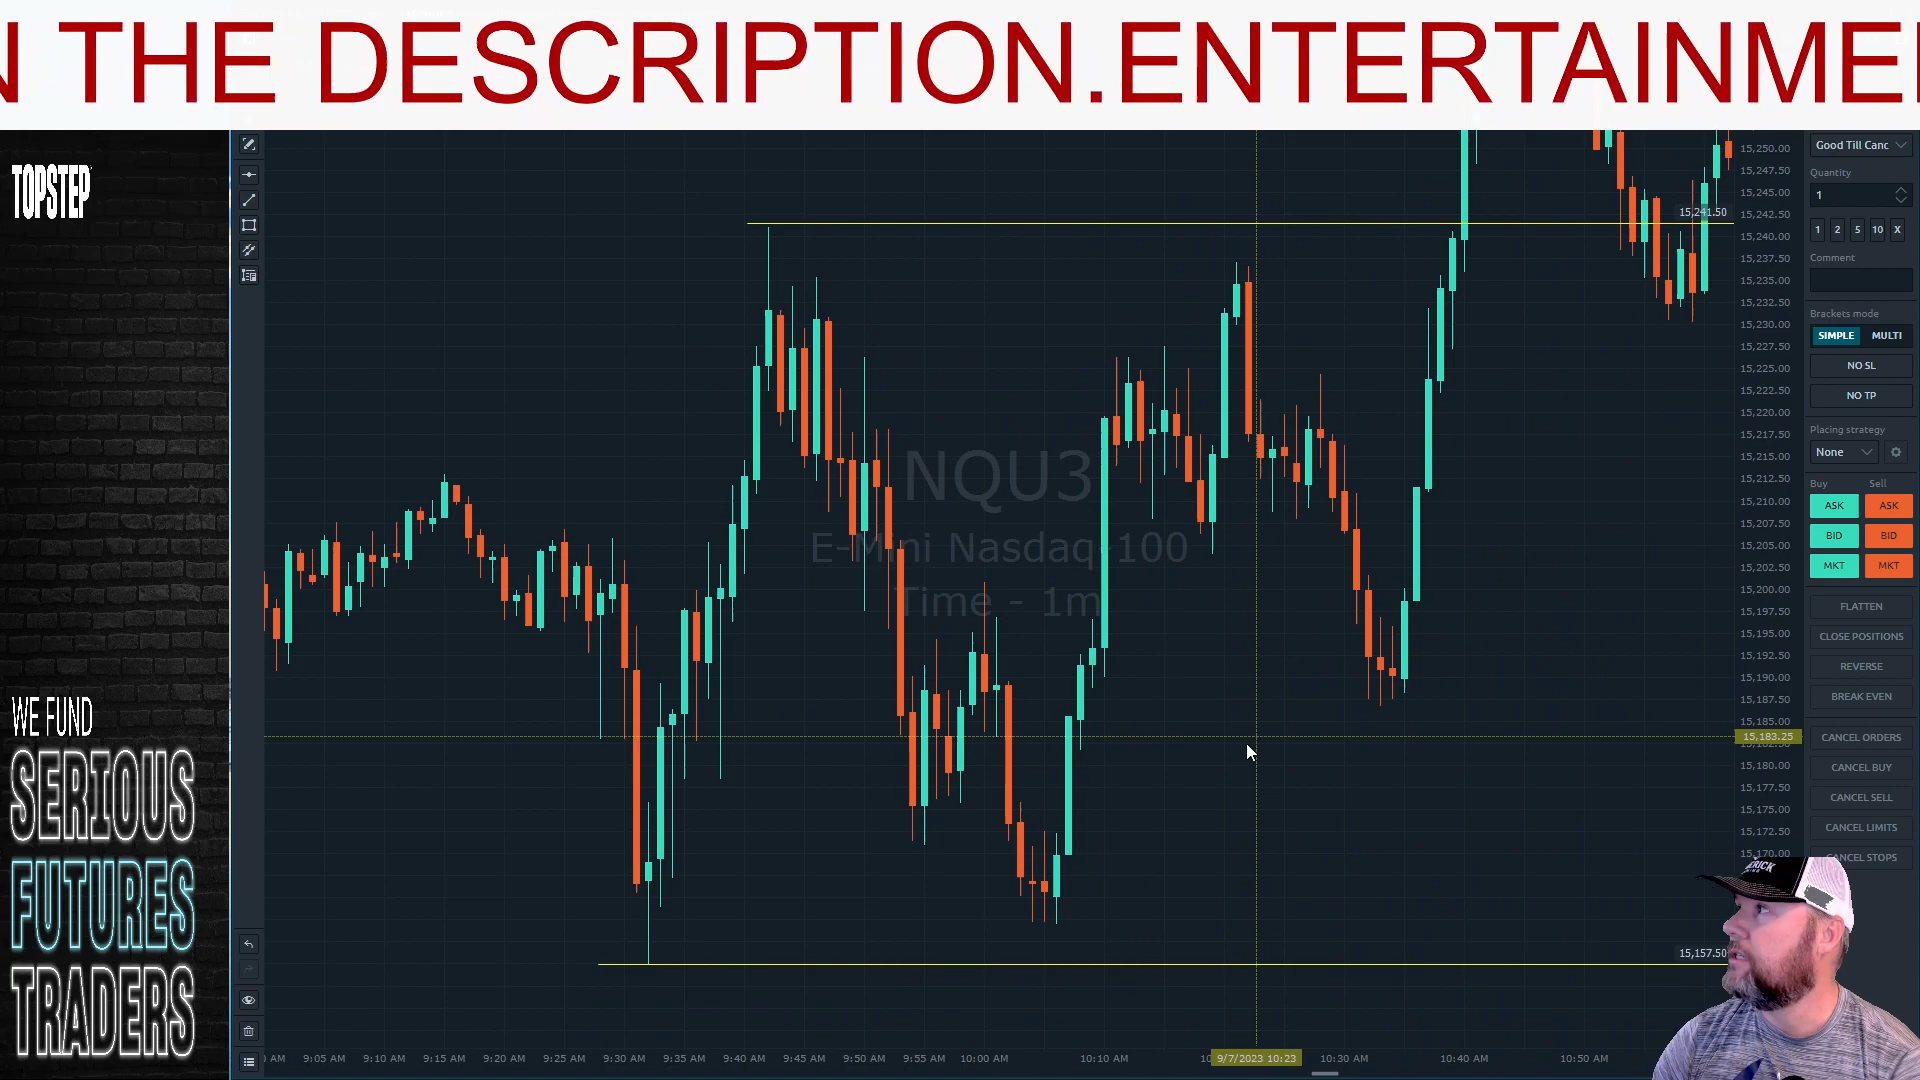 N THE DESCRIPTION.ENTERTAINME
TOPSTEP
WE FUND
SERIOUS
FUTURES
TRADERS
NQU3
E-Mini Nasdaq-100
Time - 1m
15,241.50
15,157.50
15,250.00
15,247.50
15,245.00
15,242.50
15,240.00
15,237.50
15,235.00
15,232.50
15,230.00
15,227.50
15,225.00
15,222.50
15,220.00
15,217.50
15,215.00
15,212.50
15,210.00
15,207.50
15,205.00
15,202.50
15,200.00
15,197.50
15,195.00
15,192.50
15,190.00
15,187.50
15,185.00
15,183.25
15,180.00
15,177.50
15,175.00
15,172.50
15,170.00
AM 9:05 AM 9:10 AM 9:15 AM 9:20 AM 9:25 AM 9:30 AM 9:35 AM 9:40 AM 9:45 AM 9:50 AM 9:55 AM 10:00 AM 10:10 AM 9/7/2023 10:23 10:30 AM 10:40 AM 10:50 AM
Good Till Canc
Quantity
1
1 2 5 10 X
Comment
Brackets mode
SIMPLE MULTI
NO SL
NO TP
Placing strategy
None
Buy Sell
ASK ASK
BID BID
MKT MKT
FLATTEN
CLOSE POSITIONS
REVERSE
BREAK EVEN
CANCEL ORDERS
CANCEL BUY
CANCEL SELL
CANCEL LIMITS
CANCEL STOPS